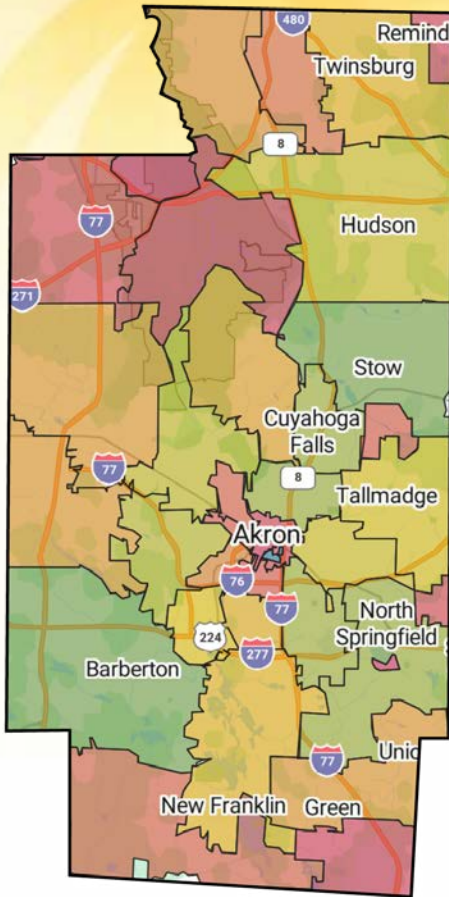 480
Remind
Twinsburg
8
77
Hudson
271
Stow
Cuyahoga
Falls
77
8
Tallmadge
Akron
76
77
North
Springfield
224
277
Barberton
Unic
77
New Franklin
Green